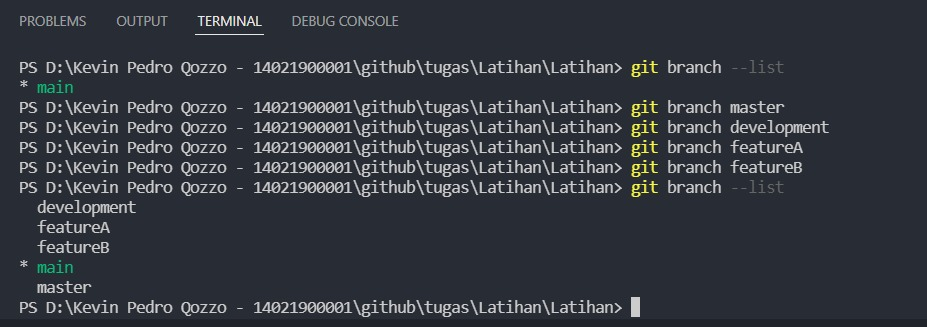 PROBLEMS OUTPUT TERMINAL DEBUG CONSOLE
PS D:\Kevin Pedro Qozzo - 14021900001\github\tugas\Latihan\Latihan> git branch --list
* main
PS D:\Kevin Pedro Qozzo - 14021900001\github\tugas\Latihan\Latihan> git branch master
PS D:\Kevin Pedro Qozzo - 14021900001\github\tugas\Latihan\Latihan> git branch development
PS D:\Kevin Pedro Qozzo - 14021900001\github\tugas\Latihan\Latihan> git branch featureA
PS D:\Kevin Pedro Qozzo - 14021900001\github\tugas\Latihan\Latihan> git branch featureB
PS D:\Kevin Pedro Qozzo - 14021900001\github\tugas\Latihan\Latihan> git branch --list
  development
  featureA
  featureB
* main
  master
PS D:\Kevin Pedro Qozzo - 14021900001\github\tugas\Latihan\Latihan>